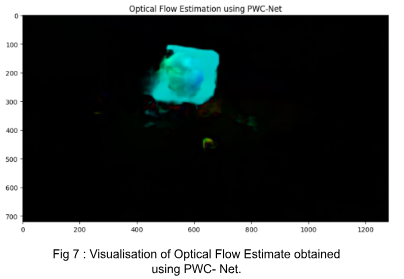 Optical Flow Estimation using PWC-Net
0
100
200
300
400
500
600
700
0 200 400 600 800 1000 1200
Fig 7 : Visualisation of Optical Flow Estimate obtained
using PWC- Net.